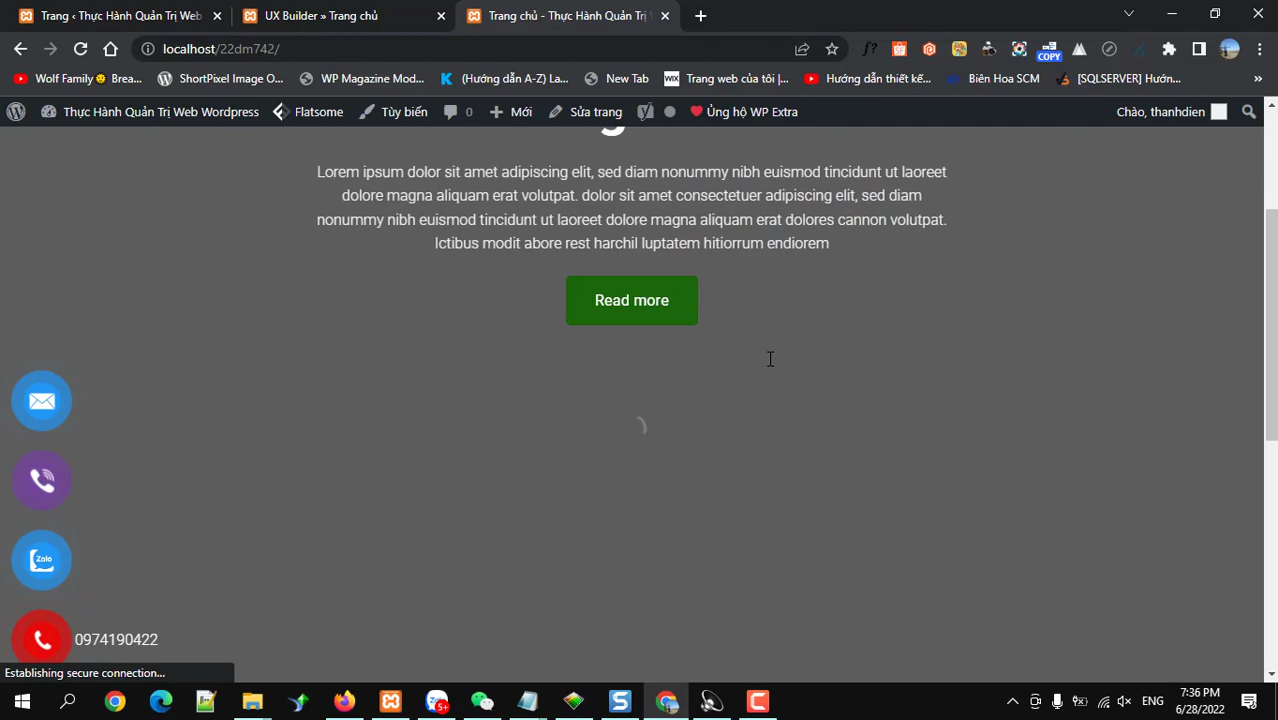 Trang ‹ Thực Hành Quản Trị Web
UX Builder » Trang chủ
Trang chủ - Thực Hành Quản Trị W
localhost/22dm742/
f?
COPY
Wolf Family Brea...
ShortPixel Image O...
WP Magazine Mod...
K
(Hướng dẫn A-Z) La...
New Tab
WIX
Trang web của tôi |...
Hướng dẫn thiết kế...
Biên Hoa SCM
[SQLSERVER] Hướn...
»
Thực Hành Quản Trị Web Wordpress
Flatsome
Tùy biến
0
Mới
Sửa trang
Ủng hộ WP Extra
Chào, thanhdien
Lorem ipsum dolor sit amet adipiscing elit, sed diam nonummy nibh euismod tincidunt ut laoreet
dolore magna aliquam erat volutpat. dolor sit amet consectetuer adipiscing elit, sed diam
nonummy nibh euismod tincidunt ut laoreet dolore magna aliquam erat dolores cannon volutpat.
Ictibus modit abore rest harchil luptatem hitiorrum endiorem
Read more
Zalo
0974190422
Establishing secure connection...
5+
S
ENG
7:36 PM
6/28/2022